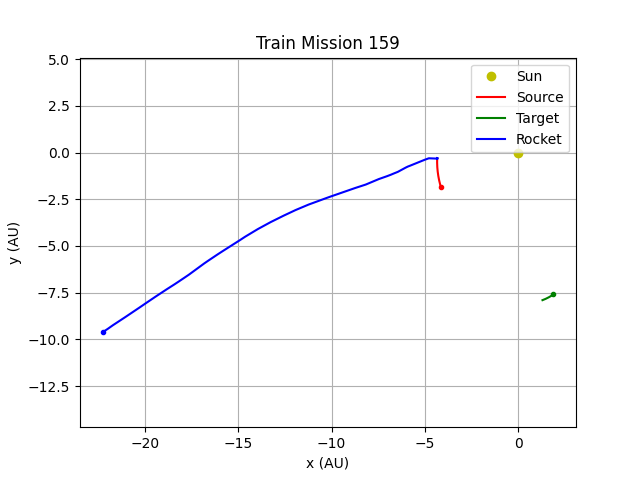 Train Mission 159
5.0
2.5
0.0
−2.5
−5.0
−7.5
−10.0
−12.5
y (AU)
Sun
Source
Target
Rocket
−20
−15
−10
−5
0
x (AU)